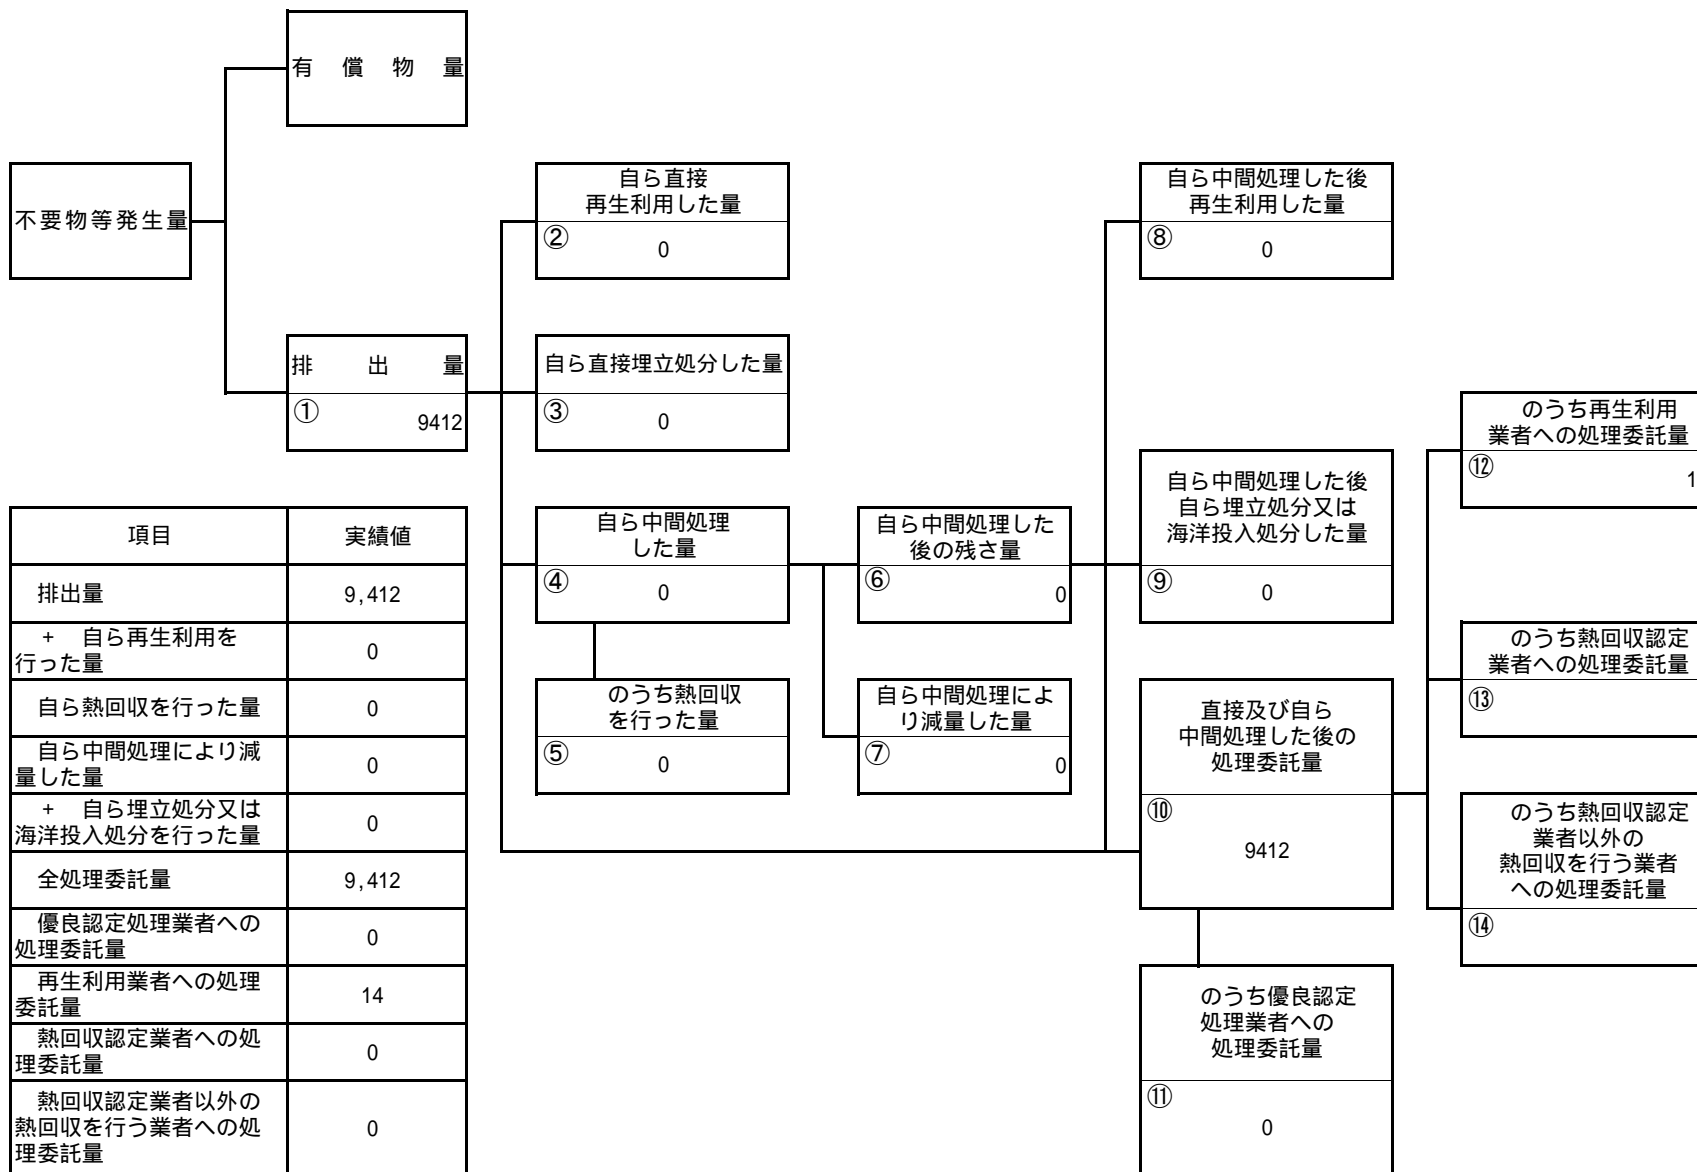 有償物量
不要物等発生量
自ら直接
再生利用した量
② 0
自ら中間処理した後
再生利用した量
⑧ 0
排出量
① 9412
自ら直接埋立処分した量
③ 0
のうち再生利用
業者への処理委託量
⑫ 1
自ら中間処理した後
自ら埋立処分又は
海洋投入処分した量
⑨ 0
自ら中間処理
した量
④ 0
自ら中間処理した
後の残さ量
⑥ 0
のうち熱回収認定
業者への処理委託量
⑬
のうち熱回収
を行った量
⑤ 0
自ら中間処理によ
り減量した量
⑦ 0
直接及び自ら
中間処理した後の
処理委託量
⑩
9412
のうち熱回収認定
業者以外の
熱回収を行う業者
への処理委託量
⑭
のうち優良認定
処理業者への
処理委託量
⑪
0
項目 実績値
排出量 9,412
+ 自ら再生利用を
行った量 0
自ら熱回収を行った量 0
自ら中間処理により減
量した量 0
+ 自ら埋立処分又は
海洋投入処分を行った量 0
全処理委託量 9,412
優良認定処理業者への
処理委託量 0
再生利用業者への処理
委託量 14
熱回収認定業者への処
理委託量 0
熱回収認定業者以外の
熱回収を行う業者への処
理委託量 0